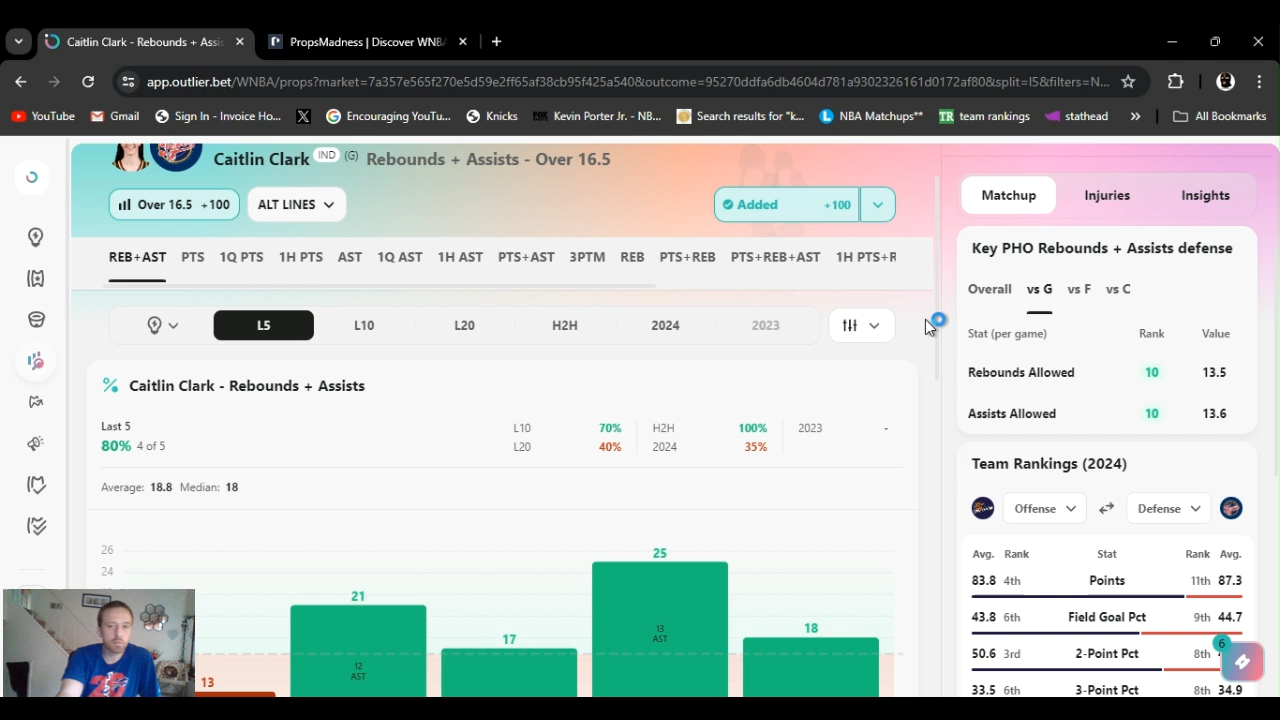 Caitlin Clark - Rebounds + Assis
PropsMadness | Discover WNBA
app.outlier.bet/WNBA/props?market=7a357e565f270e5d59e2ff65af38cb95f425a540&outcome=95270ddfa6db4604d781a9302326161d0172af80&split=l5&filters=N...
YouTube Gmail Sign In - Invoice Ho... X Encouraging YouTu... Knicks FOX Kevin Porter Jr. - NB... Search results for "k... L NBA Matchups** TR team rankings stathead » All Bookmarks
Caitlin Clark IND (G) Rebounds + Assists - Over 16.5
Over 16.5 +100 ALT LINES Added +100
REB+AST PTS 1Q PTS 1H PTS AST 1Q AST 1H AST PTS+AST 3PTM REB PTS+REB PTS+REB+AST 1H PTS+R
L5 L10 L20 H2H 2024 2023
Caitlin Clark - Rebounds + Assists
Last 5
80% 4 of 5
L10 70% H2H 100% 2023 -
L20 40% 2024 35%
Average: 18.8 Median: 18
26
24
13
21
12
AST
17
25
13
AST
18
Matchup Injuries Insights
Key PHO Rebounds + Assists defense
Overall vs G vs F vs C
Stat (per game) Rank Value
Rebounds Allowed 10 13.5
Assists Allowed 10 13.6
Team Rankings (2024)
Offense Defense
Avg. Rank Stat Rank Avg.
83.8 4th Points 11th 87.3
43.8 6th Field Goal Pct 9th 44.7
50.6 3rd 2-Point Pct 8th
6
33.5 6th 3-Point Pct 8th 34.9